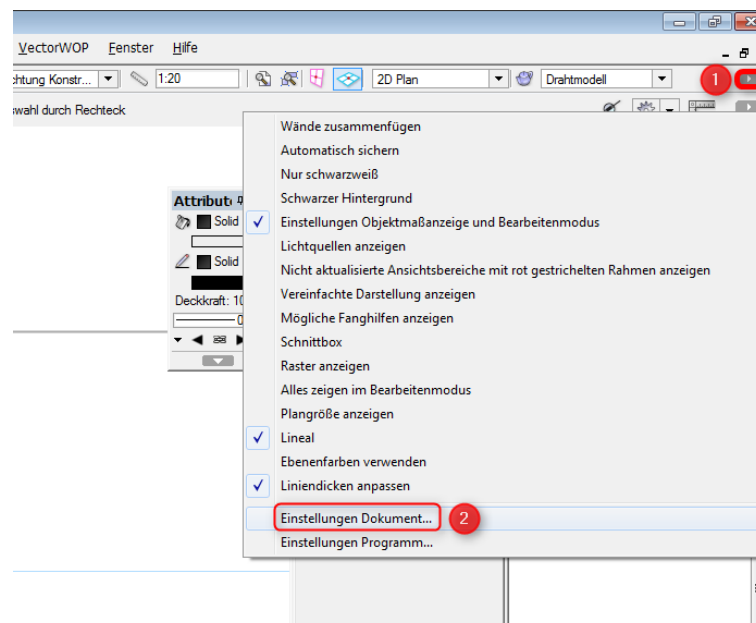 VectorWOP Fenster Hilfe
Konstr... 1:20 2D Plan Drahtmodell 1
durch Rechteck
Wände zusammenfügen
Automatisch sichern
Nur schwarzweiß
Schwarzer Hintergrund
Attribut
Solid
Einstellungen Objektmaßanzeige und Bearbeitenmodus
Lichtquellen anzeigen
Solid
Nicht aktualisierte Ansichtsbereiche mit rot gestrichelten Rahmen anzeigen
Deckkraft: 10
Vereinfachte Darstellung anzeigen
0
Mögliche Fanghilfen anzeigen
Schnittbox
Raster anzeigen
Alles zeigen im Bearbeitenmodus
Plangröße anzeigen
Lineal
Ebenenfarben verwenden
Liniendicken anpassen
Einstellungen Dokument... 2
Einstellungen Programm...